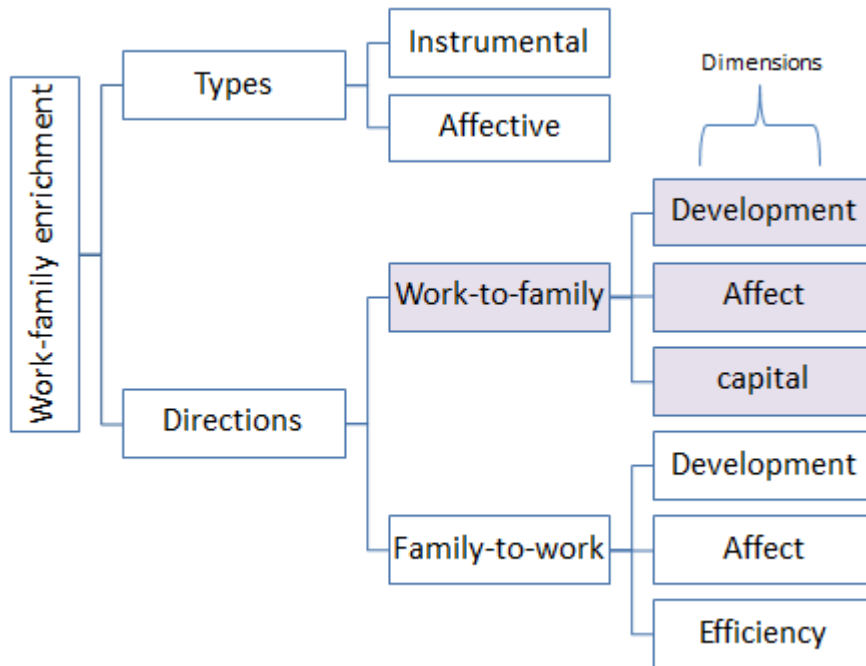 Work-family enrichment
Types
Instrumental
Affective
Dimensions
Directions
Work-to-family
Development
Affect
capital
Family-to-work
Development
Affect
Efficiency